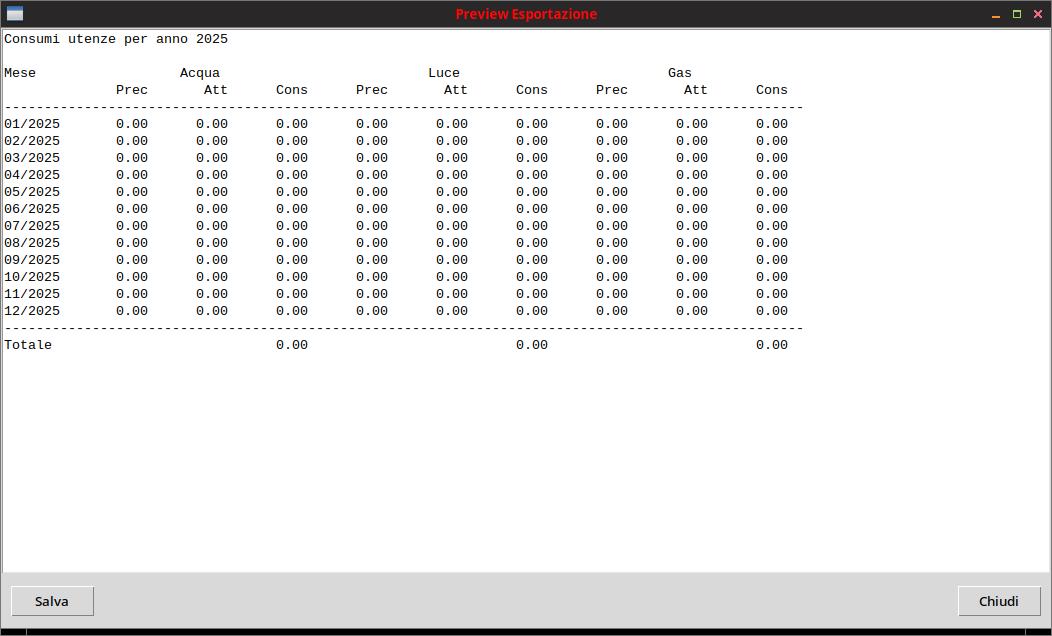 Preview Esportazione
Consumi utenze per anno 2025
Mese Acqua Luce Gas
Prec Att Cons Prec Att Cons Prec Att Cons
----------------------------------------------------------------------------------------------------
01/2025 0.00 0.00 0.00 0.00 0.00 0.00 0.00 0.00 0.00
02/2025 0.00 0.00 0.00 0.00 0.00 0.00 0.00 0.00 0.00
03/2025 0.00 0.00 0.00 0.00 0.00 0.00 0.00 0.00 0.00
04/2025 0.00 0.00 0.00 0.00 0.00 0.00 0.00 0.00 0.00
05/2025 0.00 0.00 0.00 0.00 0.00 0.00 0.00 0.00 0.00
06/2025 0.00 0.00 0.00 0.00 0.00 0.00 0.00 0.00 0.00
07/2025 0.00 0.00 0.00 0.00 0.00 0.00 0.00 0.00 0.00
08/2025 0.00 0.00 0.00 0.00 0.00 0.00 0.00 0.00 0.00
09/2025 0.00 0.00 0.00 0.00 0.00 0.00 0.00 0.00 0.00
10/2025 0.00 0.00 0.00 0.00 0.00 0.00 0.00 0.00 0.00
11/2025 0.00 0.00 0.00 0.00 0.00 0.00 0.00 0.00 0.00
12/2025 0.00 0.00 0.00 0.00 0.00 0.00 0.00 0.00 0.00
----------------------------------------------------------------------------------------------------
Totale 0.00 0.00 0.00
Salva Chiudi